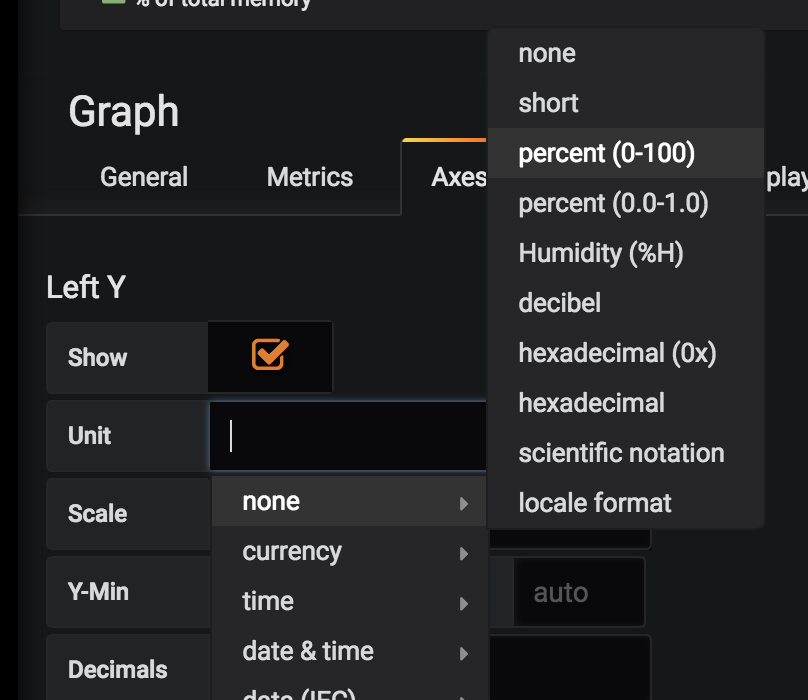 % of total memory
Graph
General
Metrics
Axes
play
Left Y
Show
Unit
Scale
Y-Min
auto
Decimals
none
currency
time
date & time
data (IEC)
none
short
percent (0-100)
percent (0.0-1.0)
Humidity (%H)
decibel
hexadecimal (0x)
hexadecimal
scientific notation
locale format